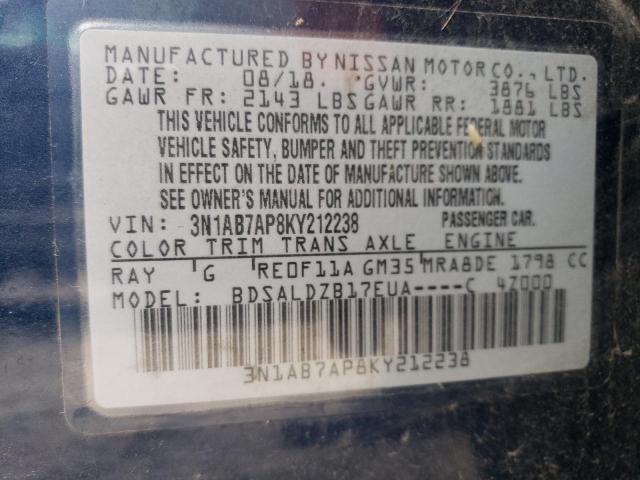 MANUFACTURED BY NISSAN MOTOR CO., LTD.
DATE: 08/18. GVWR: 3876 LBS
GAWR FR: 2143 LBS GAWR RR: 1881 LBS
THIS VEHICLE CONFORMS TO ALL APPLICABLE FEDERAL MOTOR
VEHICLE SAFETY, BUMPER AND THEFT PREVENTION STANDARDS
IN EFFECT ON THE DATE OF MANUFACTURE SHOWN ABOVE.
SEE OWNER'S MANUAL FOR ADDITIONAL INFORMATION.
VIN: 3N1AB7AP8KY212238 PASSENGER CAR.
COLOR TRIM TRANS AXLE ENGINE
RAY G RE0F11A GM35 MRA8DE 1798 CC
MODEL: BDSALDZB17EUA----C 4Z000
3N1AB7AP8KY212238